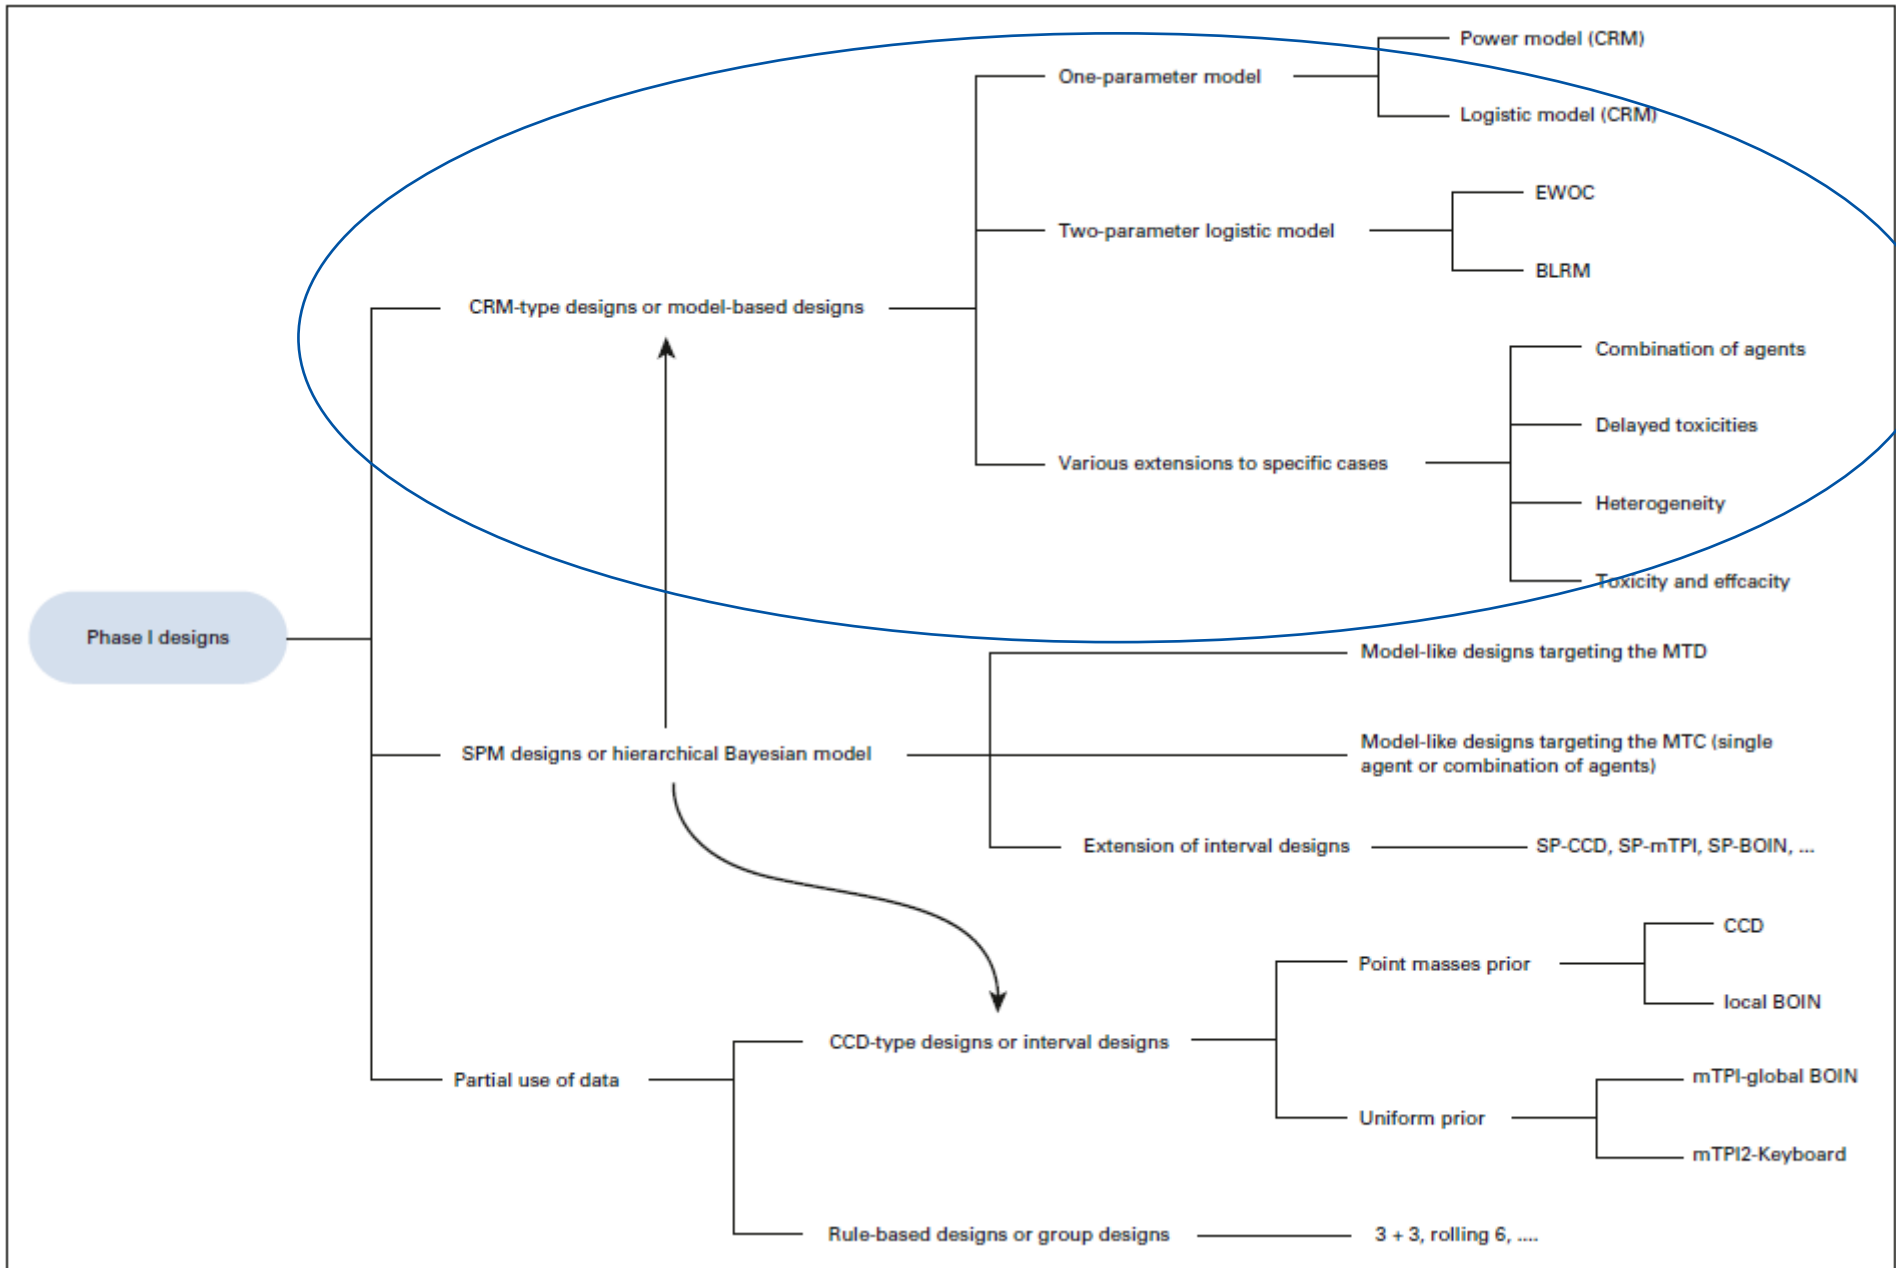 Power model (CRM)
One-parameter model
Logistic model (CRM)
EWOC
Two-parameter logistic model
BLRM
CRM-type designs or model-based designs
Combination of agents
Delayed toxicities
Various extensions to specific cases
Heterogeneity
Toxicity and effcacity
Phase I designs
Model-like designs targeting the MTD
SPM designs or hierarchical Bayesian model
Model-like designs targeting the MTC (single
agent or combination of agents)
Extension of interval designs
SP-CCD, SP-mTPI, SP-BOIN, ...
CCD
Point masses prior
local BOIN
CCD-type designs or interval designs
Partial use of data
mTPI-global BOIN
Uniform prior
mTPI2-Keyboard
Rule-based designs or group designs
3 + 3, rolling 6, ....